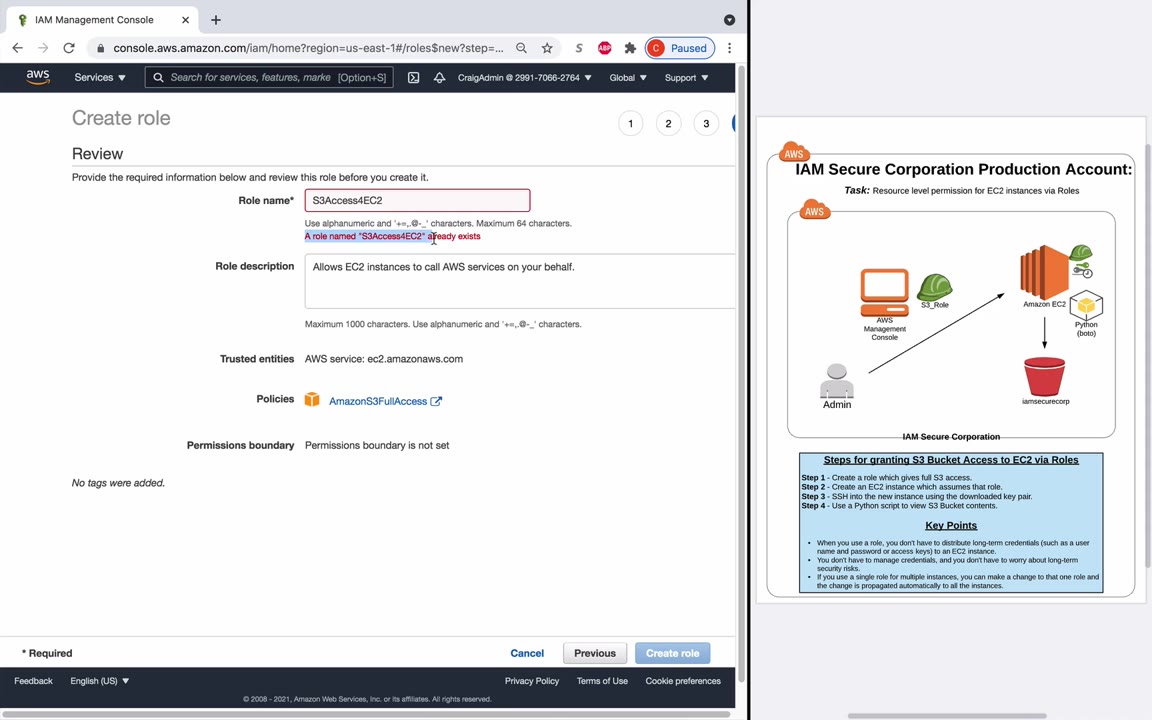 IAM Management Console
console.aws.amazon.com/iam/home?region=us-east-1#/roles$new?step=...
S
ABP
C Paused
aws
Services
Search for services, features, marke [Option+S]
CraigAdmin @ 2991-7066-2764
Global
Support
Create role
1
2
3
Review
Provide the required information below and review this role before you create it.
Role name*
S3Access4EC2
Use alphanumeric and '+=,.@-_' characters. Maximum 64 characters.
A role named "S3Access4EC2" already exists
Role description
Allows EC2 instances to call AWS services on your behalf.
Maximum 1000 characters. Use alphanumeric and '+=,.@-_' characters.
Trusted entities
AWS service: ec2.amazonaws.com
Policies
AmazonS3FullAccess
Permissions boundary
Permissions boundary is not set
No tags were added.
* Required
Cancel
Previous
Create role
Feedback
English (US)
Privacy Policy
Terms of Use
Cookie preferences
© 2008 - 2021, Amazon Web Services, Inc. or its affiliates. All rights reserved.
AWS
IAM Secure Corporation Production Account:
Task: Resource level permission for EC2 instances via Roles
AWS
S3_Role
AWS
Management
Console
Amazon EC2
Python
(boto)
Admin
iamsecurecorp
IAM Secure Corporation
Steps for granting S3 Bucket Access to EC2 via Roles
Step 1 - Create a role which gives full S3 access.
Step 2 - Create an EC2 instance which assumes that role.
Step 3 - SSH into the new instance using the downloaded key pair.
Step 4 - Use a Python script to view S3 Bucket contents.
Key Points
• When you use a role, you don't have to distribute long-term credentials (such as a user
name and password or access keys) to an EC2 instance.
• You don't have to manage credentials, and you don't have to worry about long-term
security risks.
• If you use a single role for multiple instances, you can make a change to that one role and
the change is propagated automatically to all the instances.